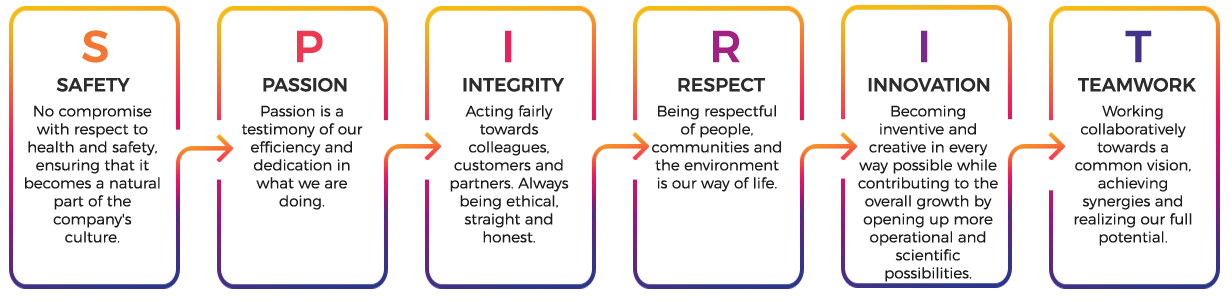 S
SAFETY
No compromise
with respect to
health and safety,
ensuring that it
becomes a natural
part of the
company's
culture.
P
PASSION
Passion is a
testimony of our
efficiency and
dedication in
what we are
doing.
I
INTEGRITY
Acting fairly
towards
colleagues,
customers and
partners. Always
being ethical,
straight and
honest.
R
RESPECT
Being respectful
of people,
communities and
the environment
is our way of life.
I
INNOVATION
Becoming
inventive and
creative in every
way possible while
contributing to the
overall growth by
opening up more
operational and
scientific
possibilities.
T
TEAMWORK
Working
collaboratively
towards a
common vision,
achieving
synergies and
realizing our full
potential.